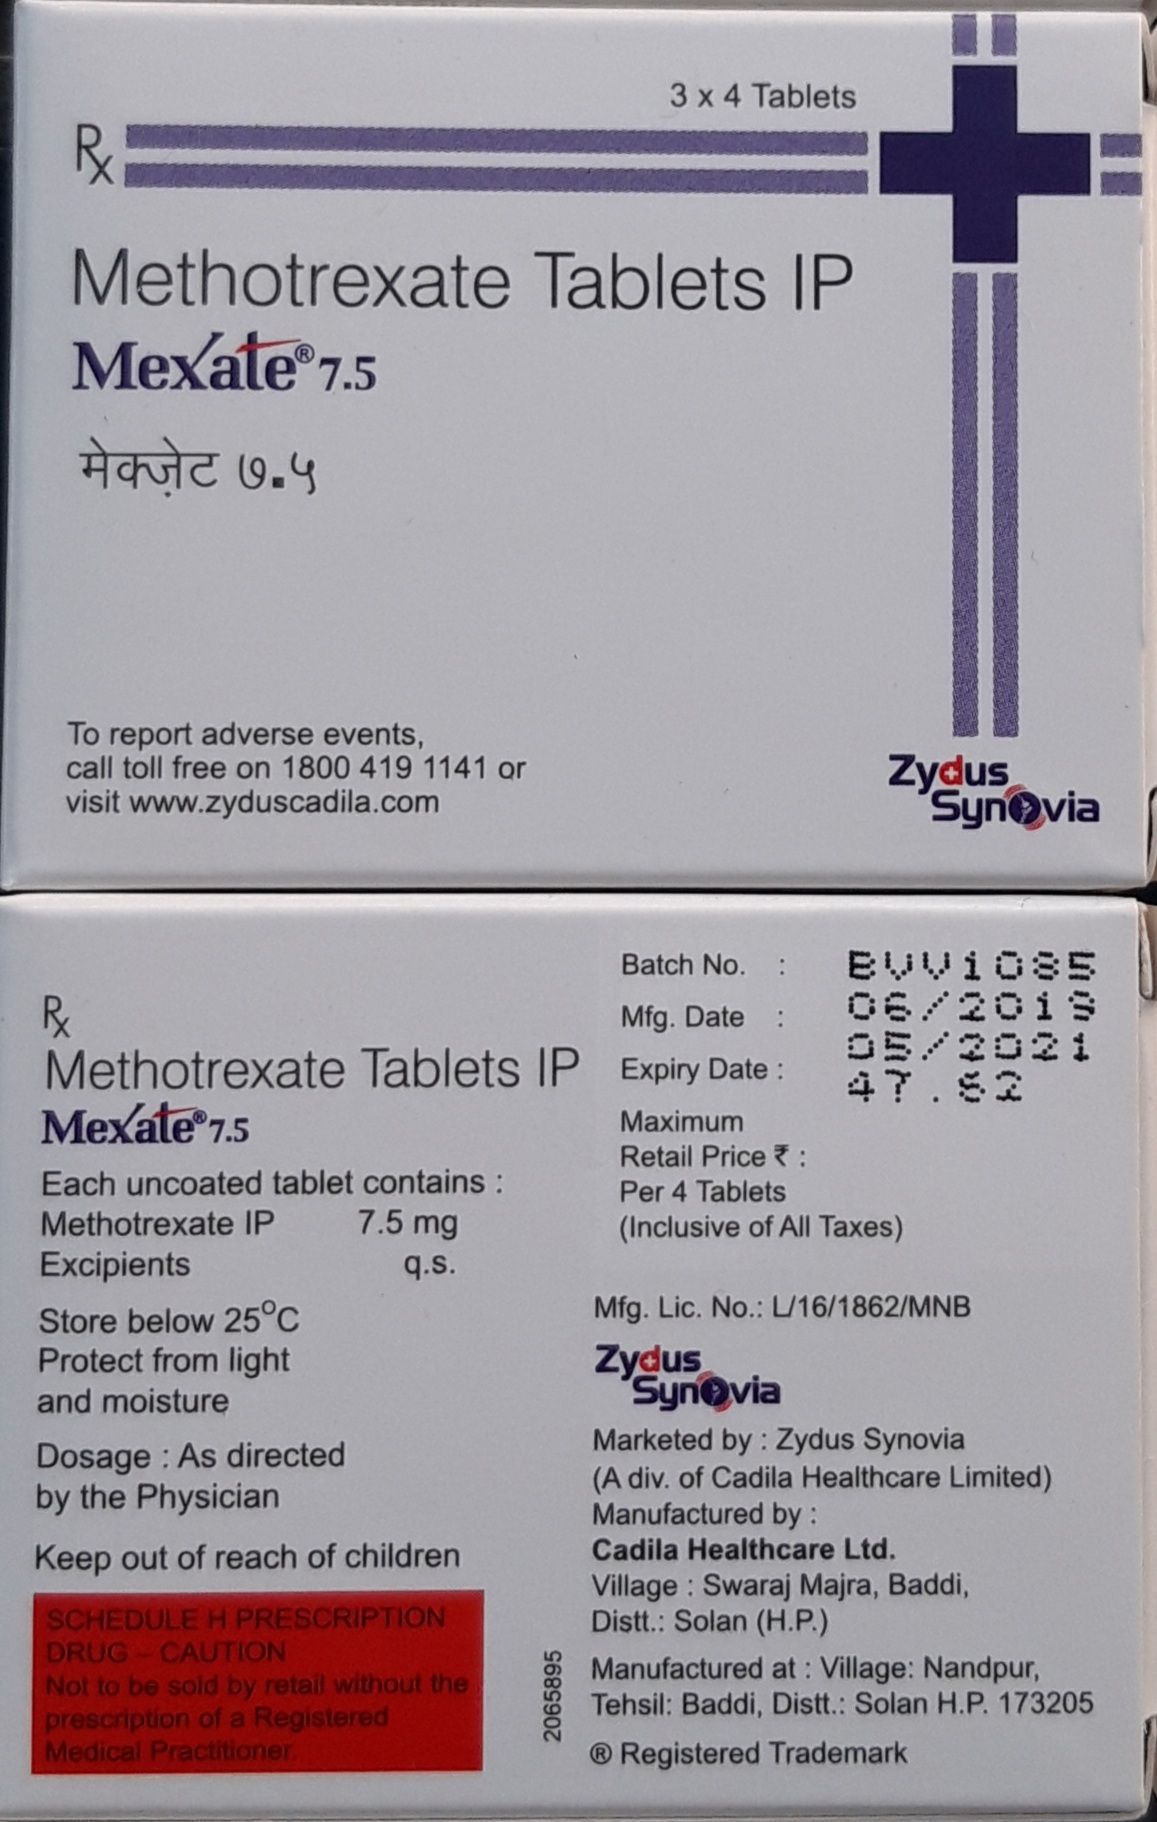 3 x 4 Tablets
Rx
Methotrexate Tablets IP
Mexate® 7.5
मेक्ज़ेट ७.५
To report adverse events,
call toll free on 1800 419 1141 or
visit www.zyduscadila.com
Zydus
Synovia
Rx
Methotrexate Tablets IP
Mexate® 7.5
Each uncoated tablet contains :
Methotrexate IP 7.5 mg
Excipients q.s.
Store below 25°C
Protect from light
and moisture
Dosage : As directed
by the Physician
Keep out of reach of children
SCHEDULE H PRESCRIPTION
DRUG – CAUTION
Not to be sold by retail without the
prescription of a Registered
Medical Practitioner.
2065895
Batch No. : BVV1085
Mfg. Date : 06/2019
Expiry Date : 05/2021
47.82
Maximum
Retail Price ₹ :
Per 4 Tablets
(Inclusive of All Taxes)
Mfg. Lic. No.: L/16/1862/MNB
Zydus
Synovia
Marketed by : Zydus Synovia
(A div. of Cadila Healthcare Limited)
Manufactured by :
Cadila Healthcare Ltd.
Village : Swaraj Majra, Baddi,
Distt.: Solan (H.P.)
Manufactured at : Village: Nandpur,
Tehsil: Baddi, Distt.: Solan H.P. 173205
® Registered Trademark